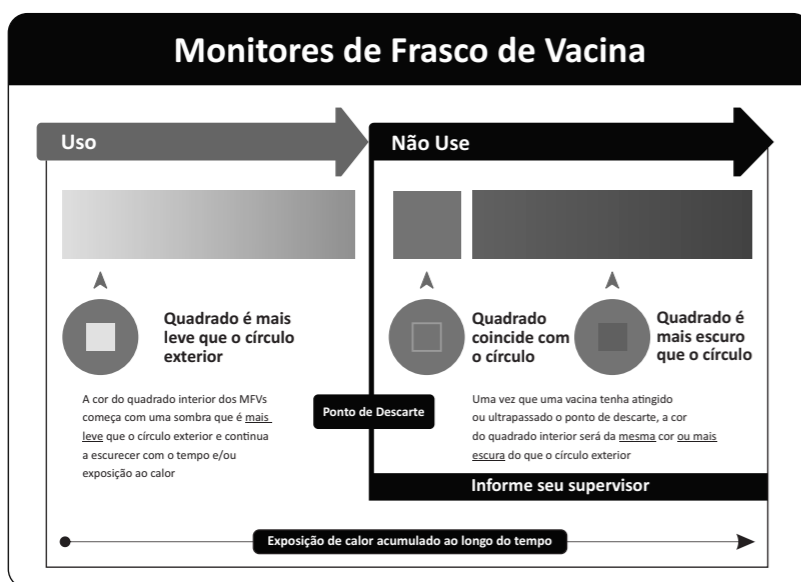 Monitores de Frasco de Vacina
Uso
Não Use
Quadrado é mais
leve que o círculo
exterior
Quadrado
coincide com
o círculo
Quadrado é
mais escuro
que o círculo
A cor do quadrado interior dos MFVs
começa com uma sombra que é mais
leve que o círculo exterior e continua
a escurecer com o tempo e/ou
exposição ao calor
Ponto de Descarte
Uma vez que uma vacina tenha atingido
ou ultrapassado o ponto de descarte, a cor
do quadrado interior será da mesma cor ou mais
escura do que o círculo exterior
Informe seu supervisor
Exposição de calor acumulado ao longo do tempo